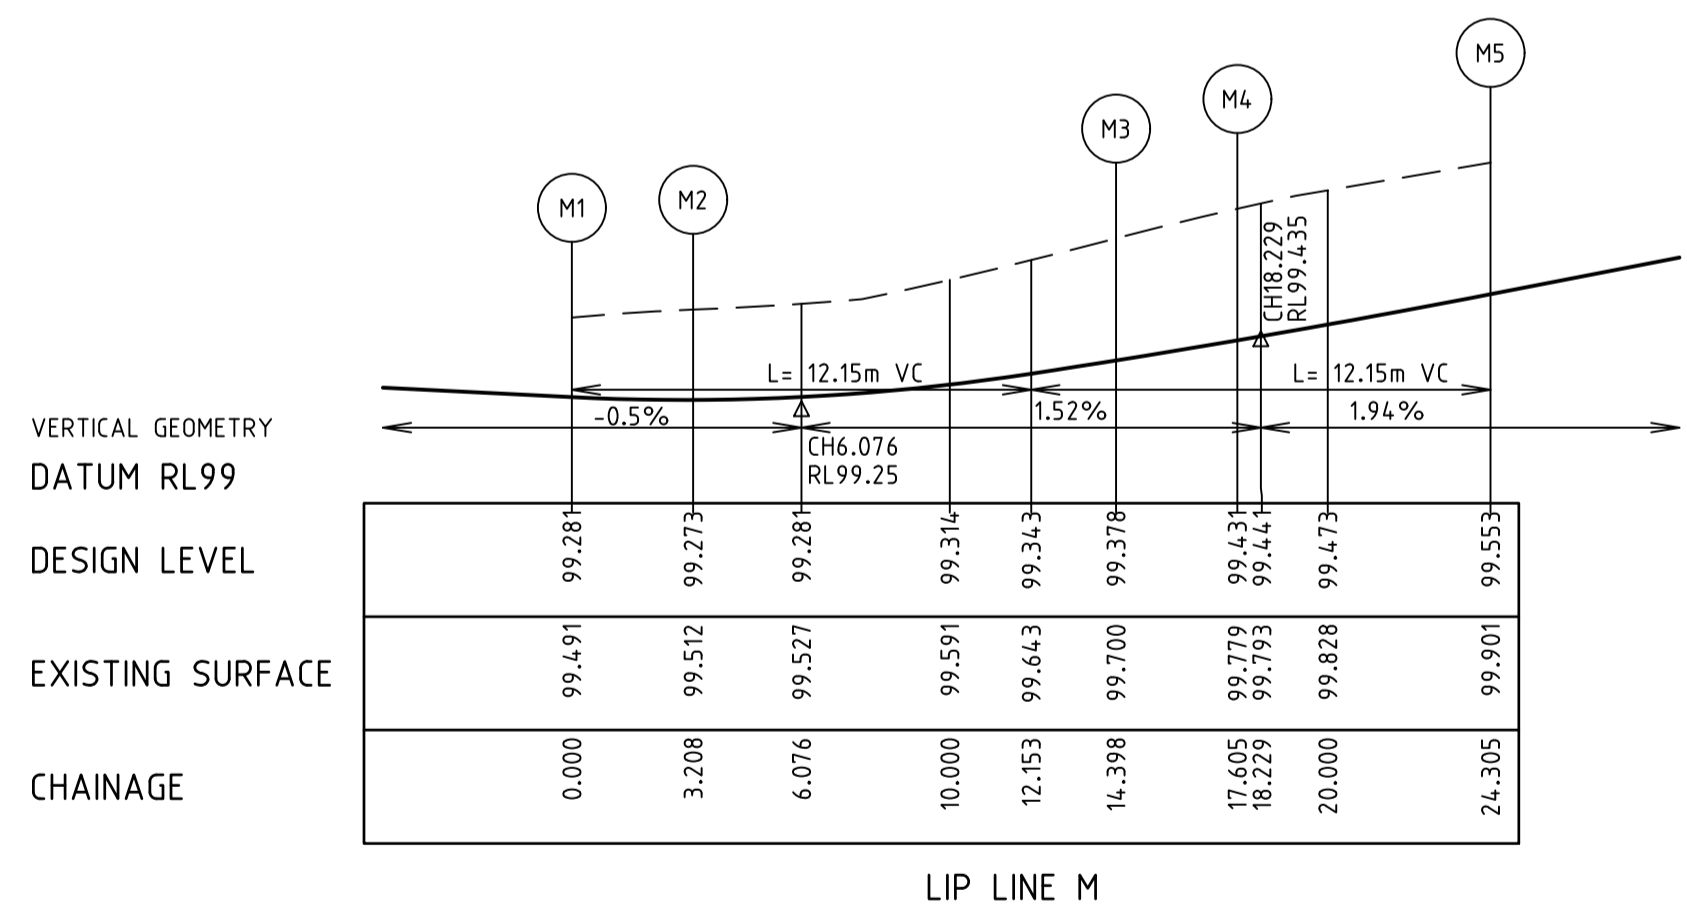 M5
M4
M3
M2
M1
CH18.229
RL99.435
L= 12.15m VC
L= 12.15m VC
-0.5%
1.52%
1.94%
VERTICAL GEOMETRY
CH6.076
RL99.25
DATUM RL99
DESIGN LEVEL
99.281
99.273
99.281
99.314
99.343
99.378
99.431
99.441
99.473
99.553
EXISTING SURFACE
99.491
99.512
99.527
99.591
99.643
99.700
99.779
99.793
99.828
99.901
CHAINAGE
0.000
3.208
6.076
10.000
12.153
14.398
17.605
18.229
20.000
24.305
LIP LINE M